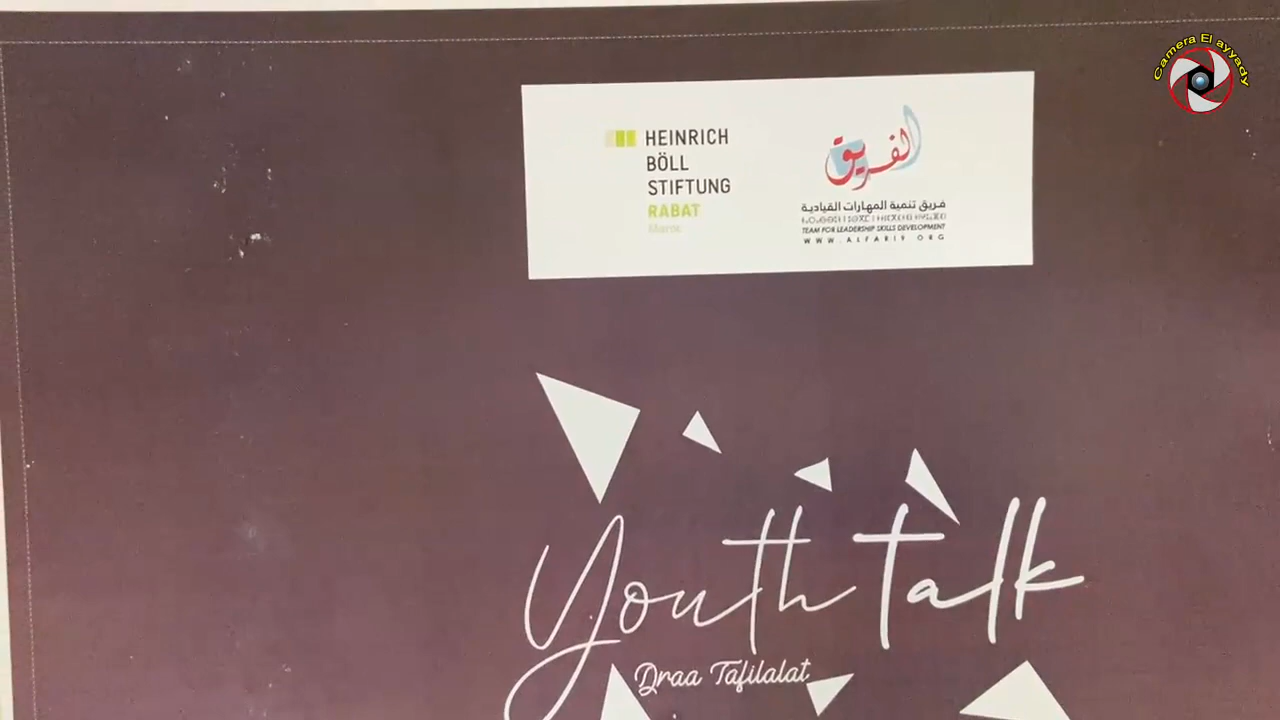 Camera El ayyady
HEINRICH
BÖLL
STIFTUNG
RABAT
Maroc
الفريق
فريق تنمية المهارات القيادية
TEAM FOR LEADERSHIP SKILLS DEVELOPMENT
WWW.ALFARIQ.ORG
Youth talk
Draa Tafilalat